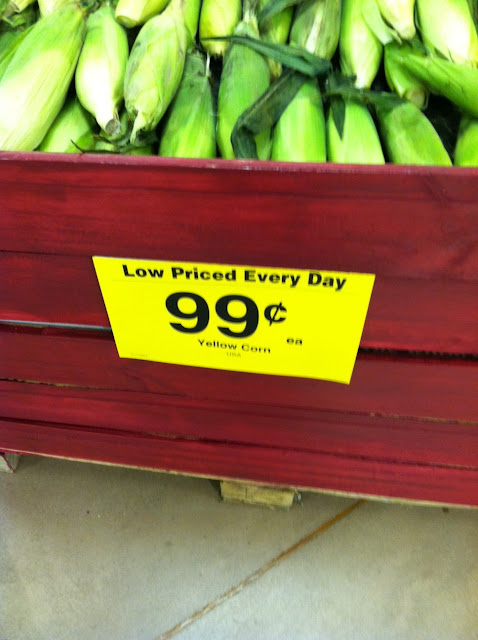 Low Priced Every Day
99¢ ea
Yellow Corn
USA